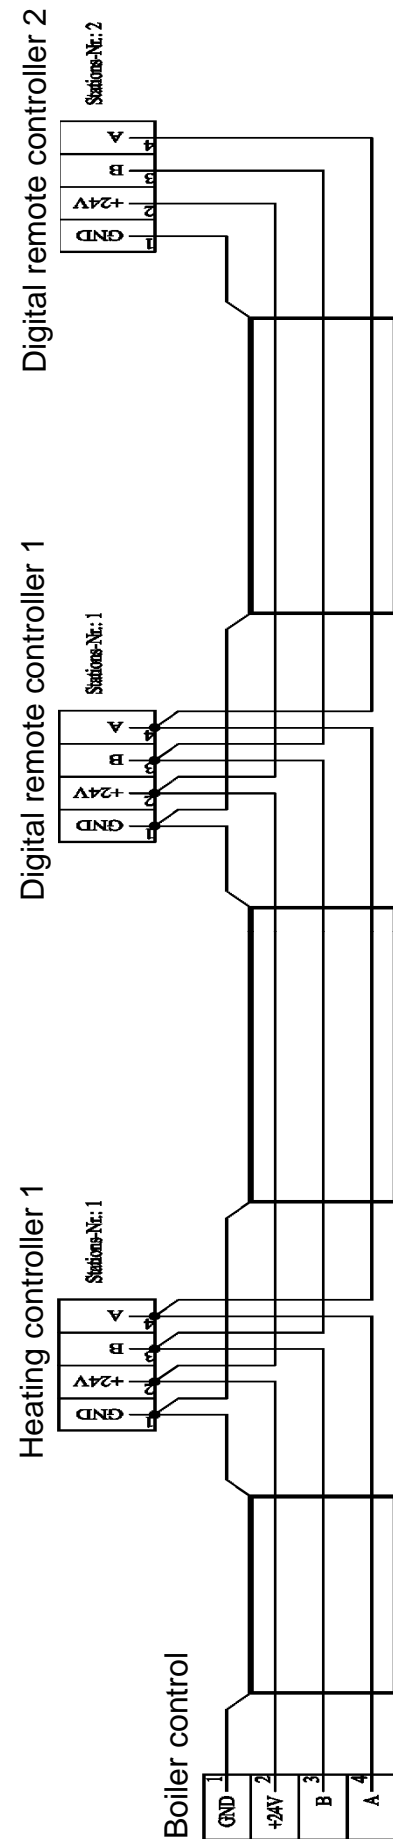 Digital remote controller 2
Stations-Nr.: 2
A 4
B 3
+24V 2
GND 1
Digital remote controller 1
Stations-Nr.: 1
A 4
B 3
+24V 2
GND 1
Heating controller 1
Stations-Nr.: 1
A 4
B 3
+24V 2
GND 1
Boiler control
1 GND
2 +24V
3 B
4 A